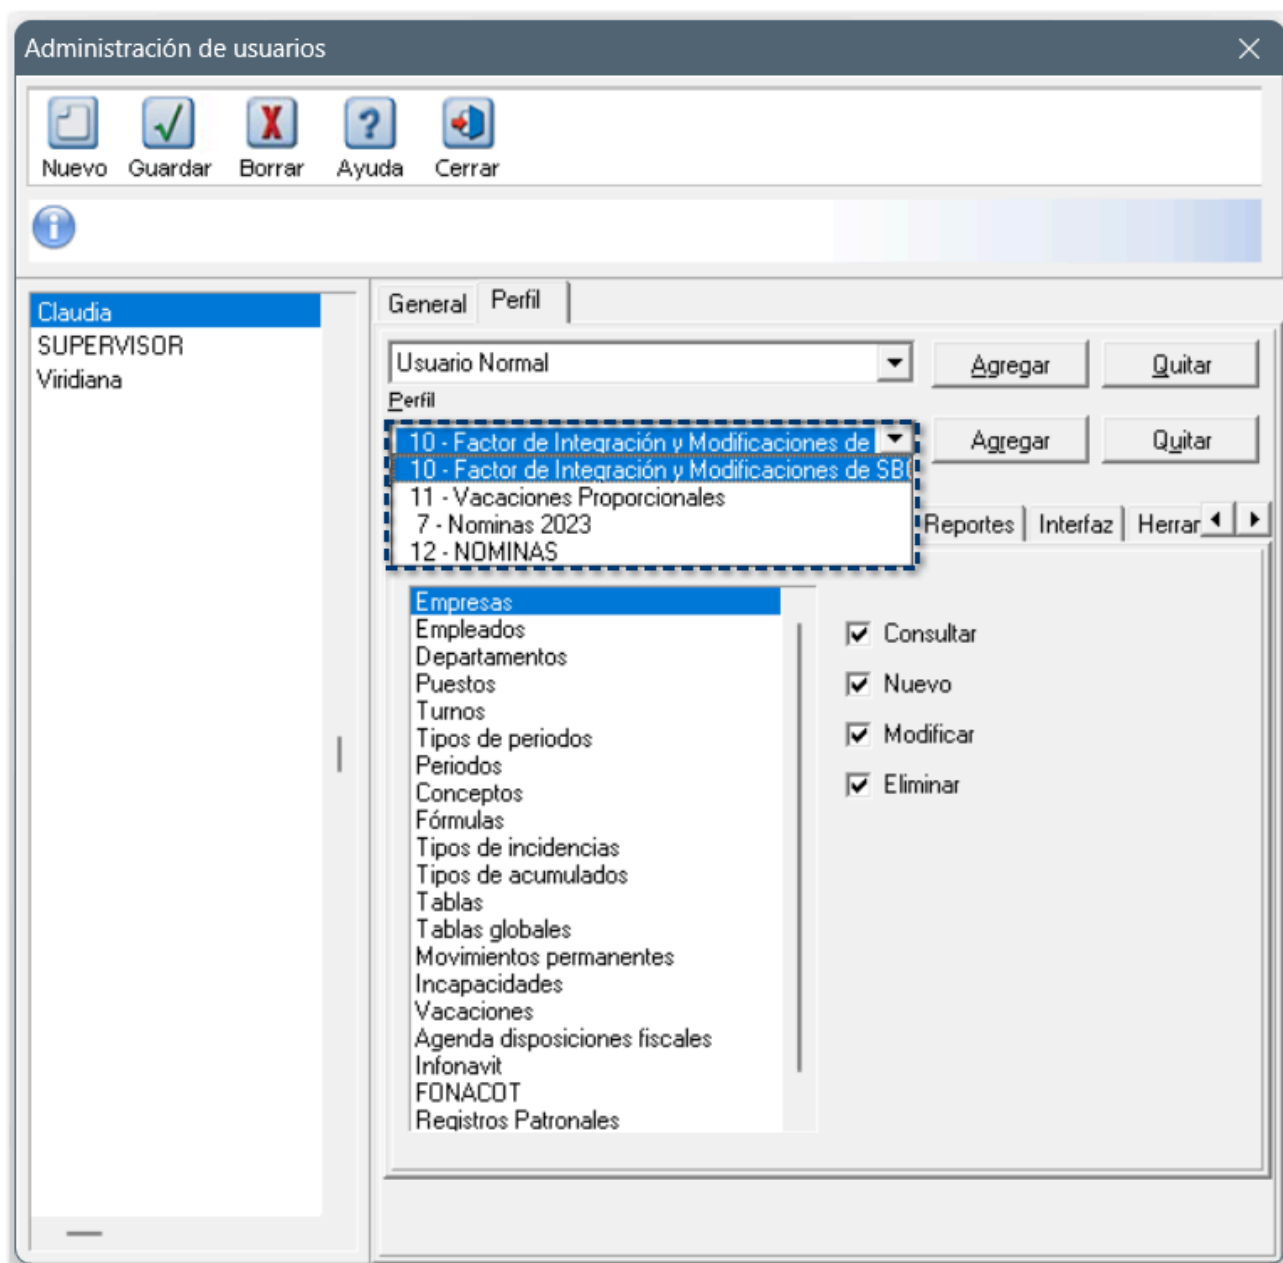 Administración de usuarios
Nuevo Guardar Borrar Ayuda Cerrar
Claudia
SUPERVISOR
Viridiana
General Perfil
Usuario Normal Agregar Quitar
Perfil
10 - Factor de Integración y Modificaciones de Agregar Quitar
10 - Factor de Integración y Modificaciones de SBC
11 - Vacaciones Proporcionales
7 - Nominas 2023
12 - NOMINAS
Reportes Interfaz Herrar
Empresas
Empleados
Departamentos
Puestos
Turnos
Tipos de periodos
Periodos
Conceptos
Fórmulas
Tipos de incidencias
Tipos de acumulados
Tablas
Tablas globales
Movimientos permanentes
Incapacidades
Vacaciones
Agenda disposiciones fiscales
Infonavit
FONACOT
Registros Patronales
Consultar
Nuevo
Modificar
Eliminar